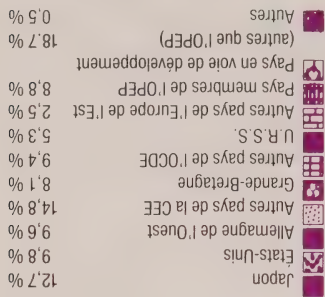 Japon 12,7 %
États-Unis 9,8 %
Allemagne de l'Ouest 9,6 %
Autres pays de la CEE 14,8 %
Grande-Bretagne 8,1 %
Autres pays de l'OCDE 9,4 %
U.R.S.S. 5,3 %
Autres pays de l'Europe de l'Est 2,5 %
Pays membres de l'OPEP 8,8 %
Pays en voie de développement
(autres que l'OPEP) 18.7 %
Autres 0,5 %